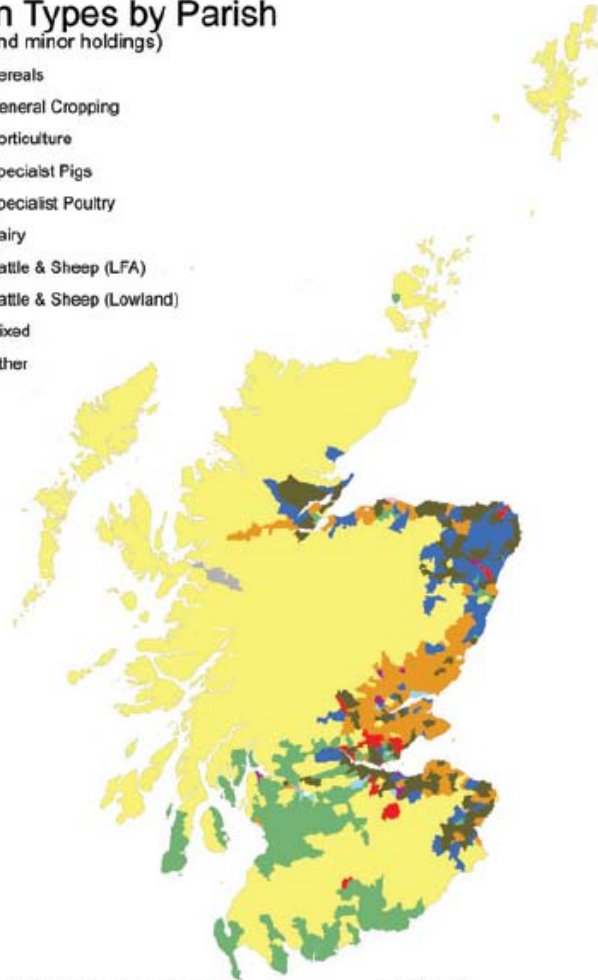 n Types by Parish
nd minor holdings)
ereals
eneral Cropping
orticulture
pecialst Pigs
pecialist Poultry
airy
attle & Sheep (LFA)
attle & Sheep (Lowland)
ixed
ther